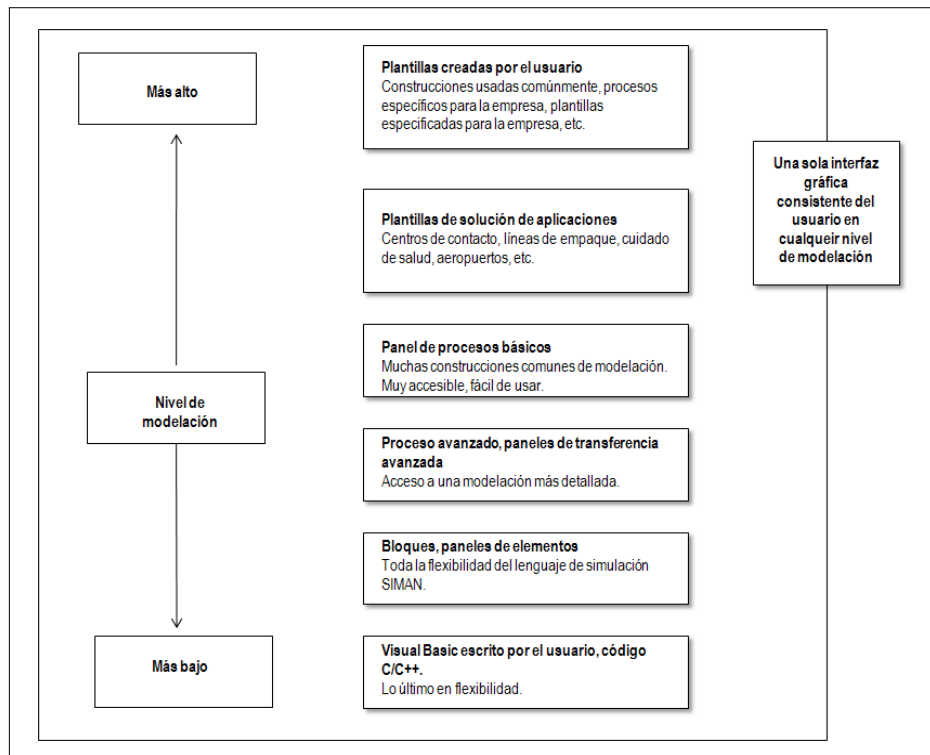 Más alto
Plantillas creadas por el usuario
Construcciones usadas comúnmente, procesos
específicos para la empresa, plantillas
especificadas para la empresa, etc.
Una sola interfaz
gráfica
consistente del
usuario en
cualqueir nivel
de modelación
Plantillas de solución de aplicaciones
Centros de contacto, líneas de empaque, cuidado
de salud, aeropuertos, etc.
Panel de procesos básicos
Muchas construcciones comunes de modelación.
Muy accesible, fácil de usar.
Nivel de
modelación
Proceso avanzado, paneles de transferencia
avanzada
Acceso a una modelación más detallada.
Bloques, paneles de elementos
Toda la flexibilidad del lenguaje de simulación
SIMAN.
Más bajo
Visual Basic escrito por el usuario, código
C/C++.
Lo último en flexibilidad.